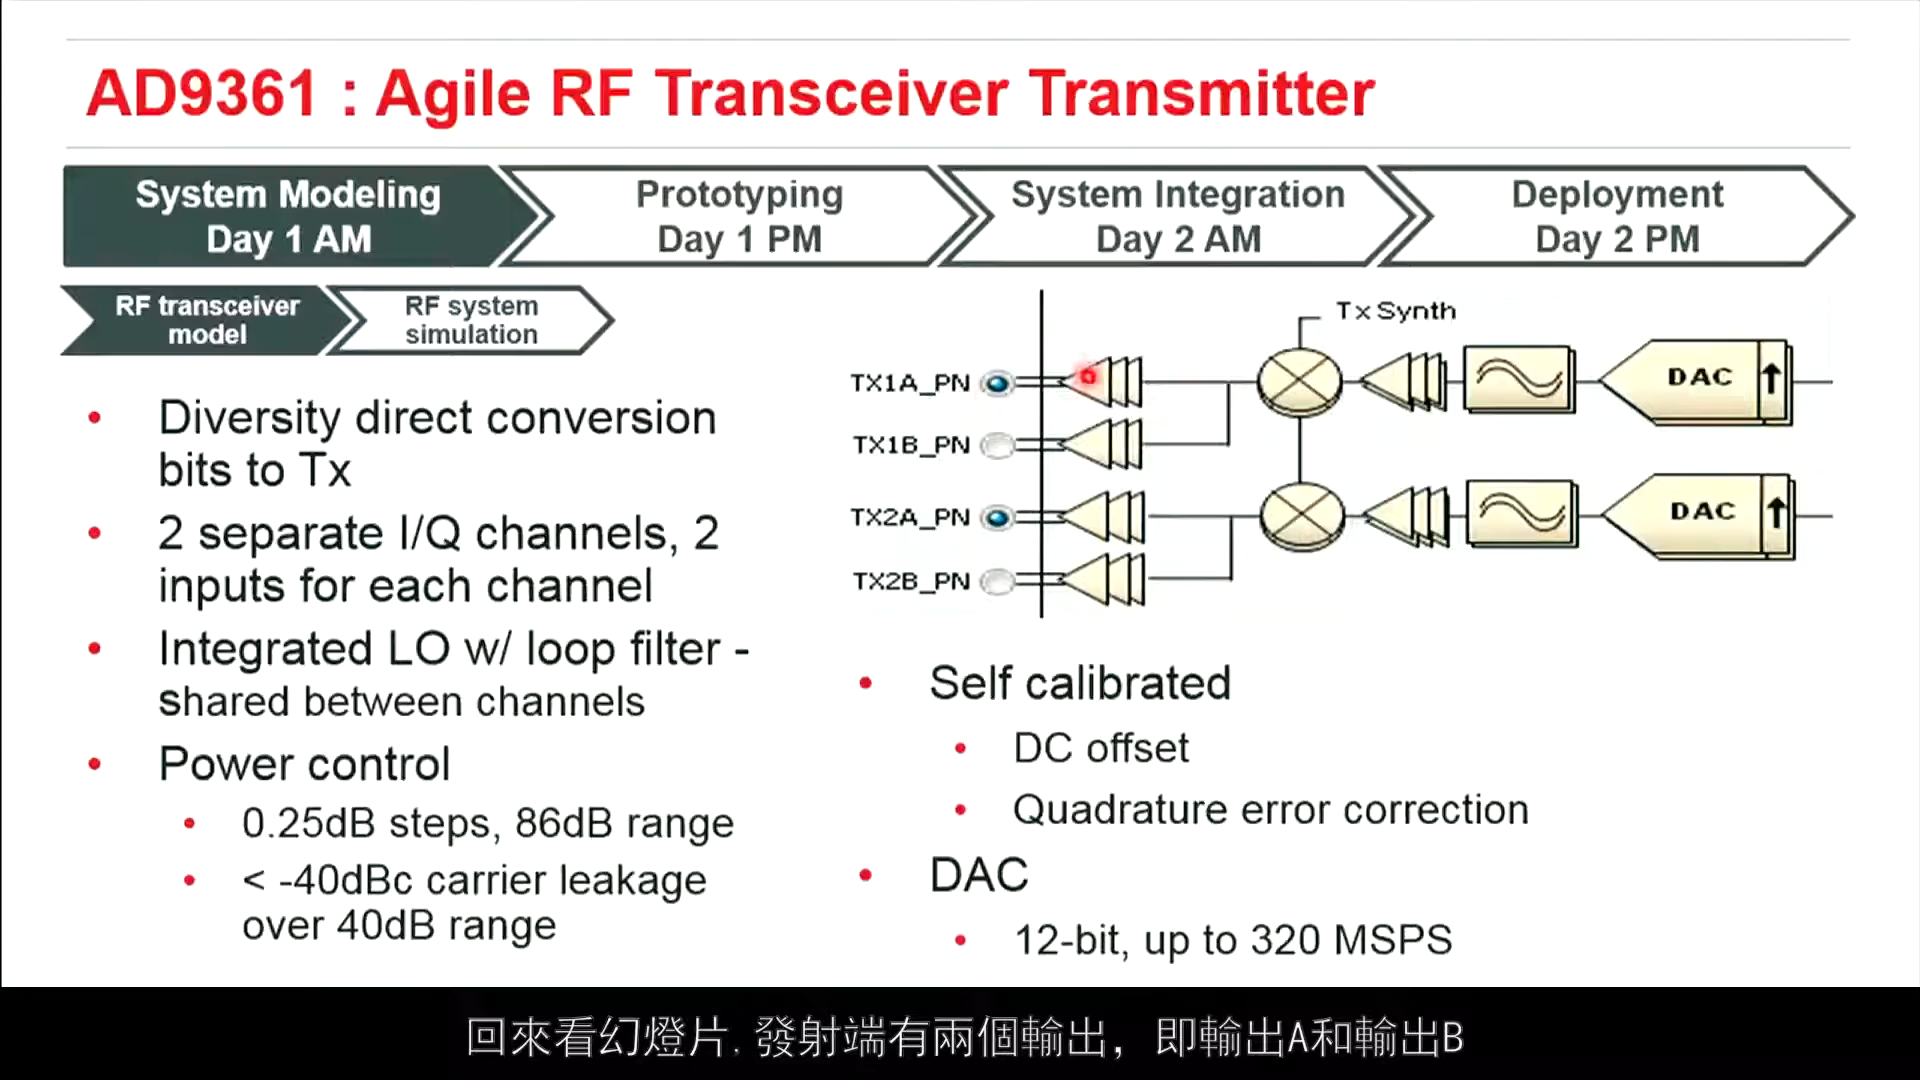 AD9361 : Agile RF Transceiver Transmitter
System Modeling
Day 1 AM
Prototyping
Day 1 PM
System Integration
Day 2 AM
Deployment
Day 2 PM
RF transceiver
model
RF system
simulation
Diversity direct conversion
bits to Tx
2 separate I/Q channels, 2
inputs for each channel
Integrated LO w/ loop filter -
shared between channels
Power control
0.25dB steps, 86dB range
< -40dBc carrier leakage
over 40dB range
Tx Synth
TX1A_PN
DAC
TX1B_PN
TX2A_PN
DAC
TX2B_PN
Self calibrated
DC offset
Quadrature error correction
DAC
12-bit, up to 320 MSPS
回來看幻燈片. 發射端有兩個輸出，即輸出A和輸出B